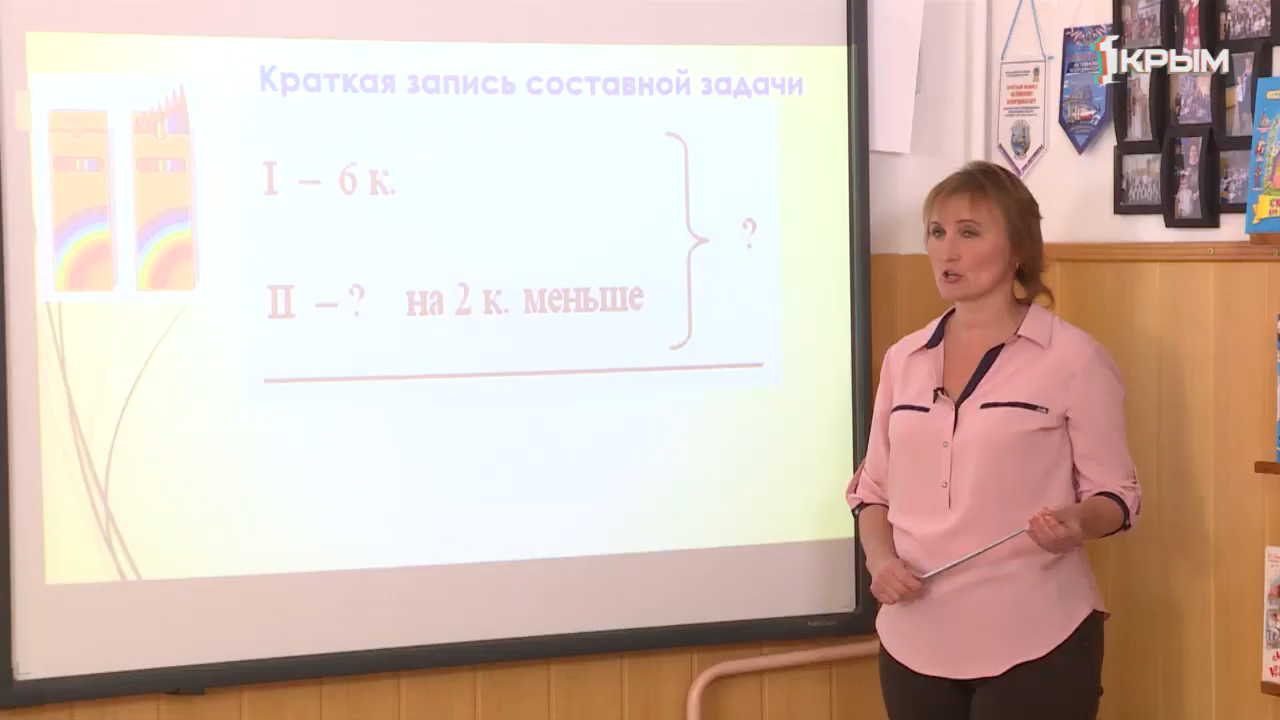 Краткая запись составной задачи
I – 6 к.
?
II – ? на 2 к. меньше
1КРЫМ